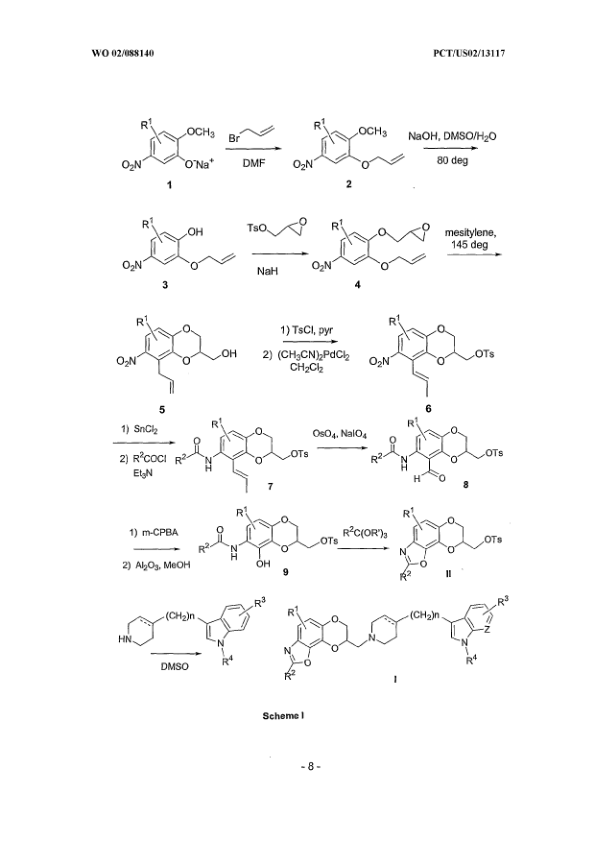 WO 02/088140 PCT/US02/13117
R1 OCH3 Br R1 OCH3 NaOH, DMSO/H2O
O2N O-Na+ DMF O2N O 80 deg
1 2
R1 OH TsO O R1 O O mesitylene,
145 deg
O2N O NaH O2N O
3 4
R1 O 1) TsCl, pyr R1 O
O2N O OH 2) (CH3CN)2PdCl2 O2N O OTs
CH2Cl2
5 6
1) SnCl2 O R1 O OsO4, NaIO4 O R1 O
2) R2COCl R2 N H O OTs R2 N H O OTs
Et3N H O
7 8
1) m-CPBA O R1 O R2C(OR')3 R1 O
2) Al2O3, MeOH R2 N H O OTs N O OTs
OH O
9 R2 II
HN (CH2)n R3 R1 O N (CH2)n R3
N N O O N Z
DMSO R4 R2 I R4
Scheme I
- 8 -